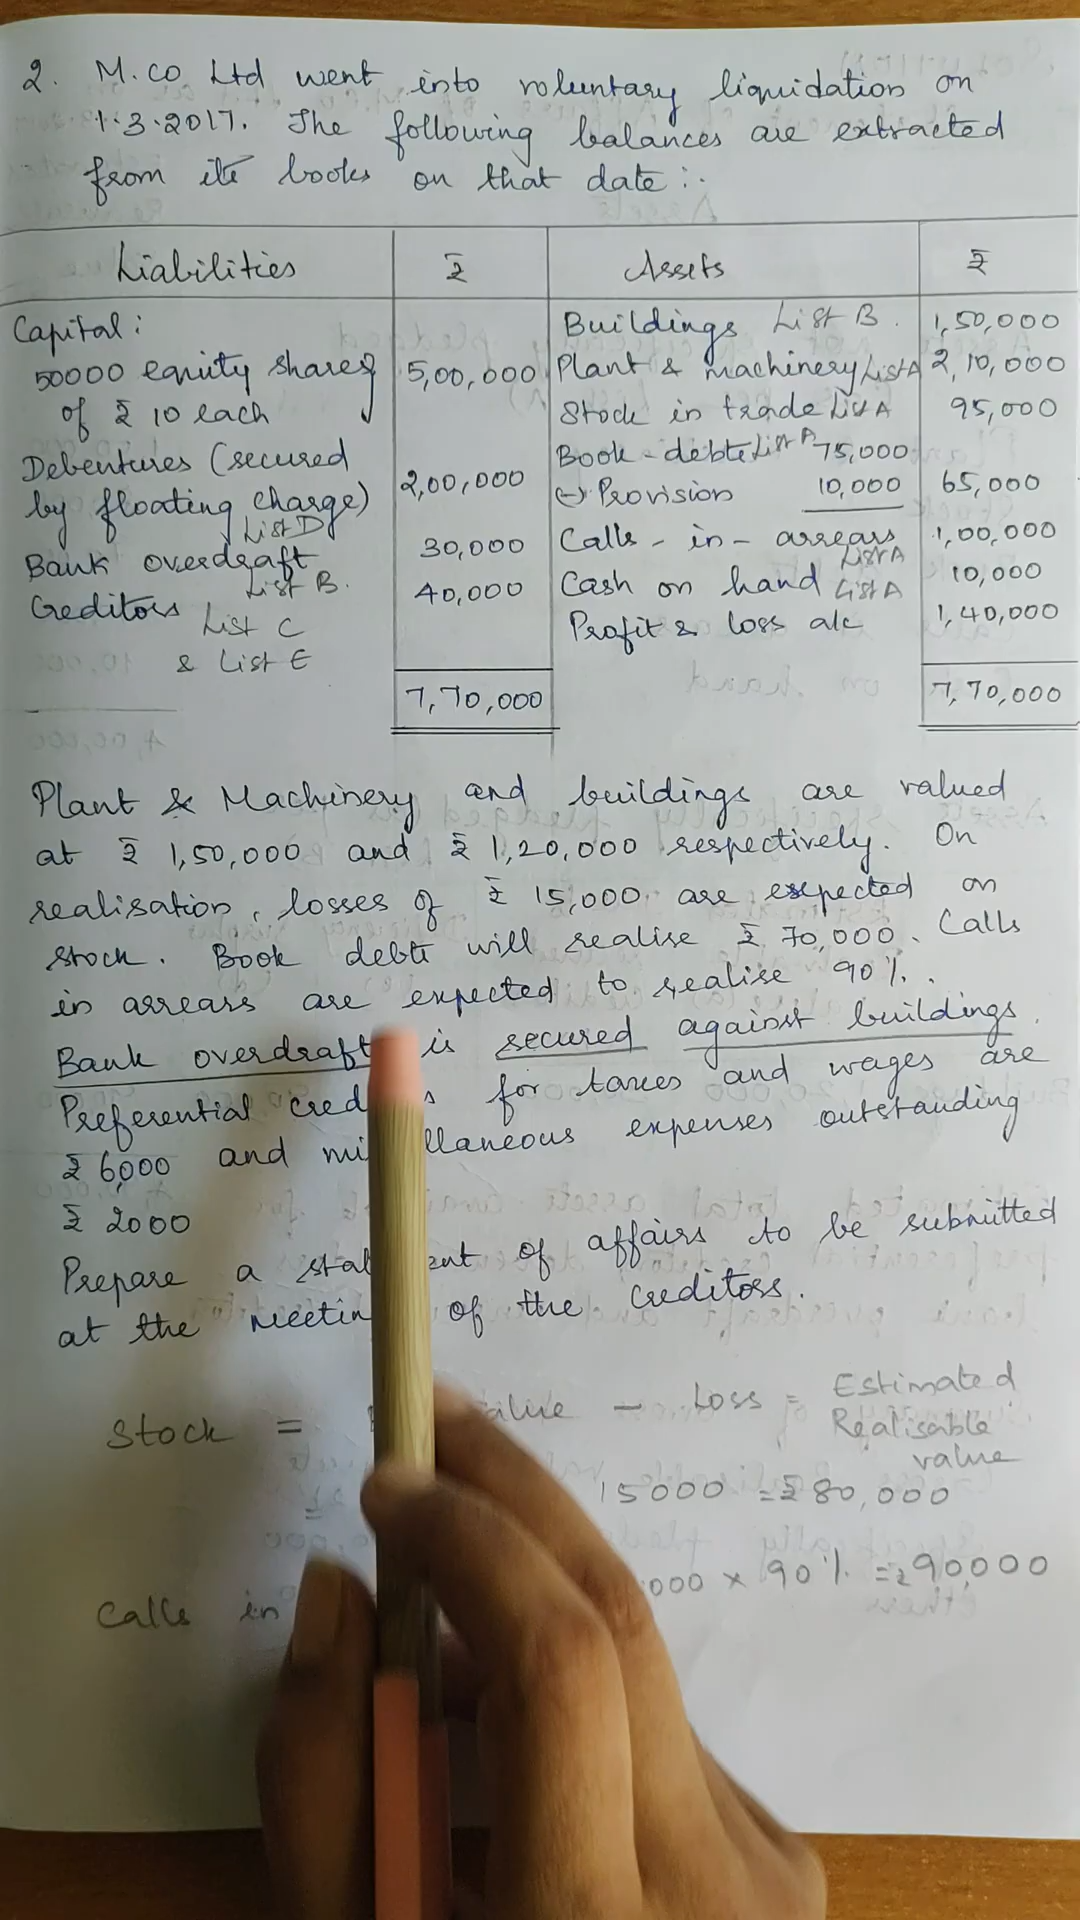 2. M.co Ltd went into voluntary liquidation on
1.3.2017. The following balances are extracted
from its books on that date :-
Liabilities ₹ Assets ₹
Capital :
50000 equity shares of ₹ 10 each 5,00,000
Debentures (secured by floating charge) List D 2,00,000
Bank overdraft List B. 30,000
Creditors List C & List E 40,000
7,70,000
Buildings List B. 1,50,000
Plant & machinery List A 2,10,000
Stock in trade List A 95,000
Book-debts List A 75,000
(-) Provision 10,000 65,000
Calls-in-arrears List A 1,00,000
Cash on hand List A 10,000
Profit & loss a/c 1,40,000
7,70,000
Plant & Machinery and buildings are valued
at ₹ 1,50,000 and ₹ 1,20,000 respectively. On
realisation, losses of ₹ 15,000 are expected on
stock. Book debts will realise ₹ 70,000. Calls
in arrears are expected to realise 90%.
Bank overdraft is secured against buildings.
Preferential for taxes and wages are
₹ 6,000 and expenses outstanding
₹ 2000
Prepare a of affairs to be submitted
at the of the creditors.
Stock = - Loss = Estimated
Realisable
value
= 15000 = ₹ 80,000
Calls in 000 x 90% = ₹ 90,000